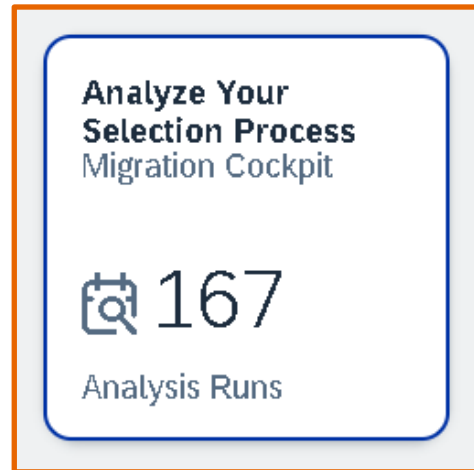 Analyze Your
Selection Process
Migration Cockpit
167
Analysis Runs